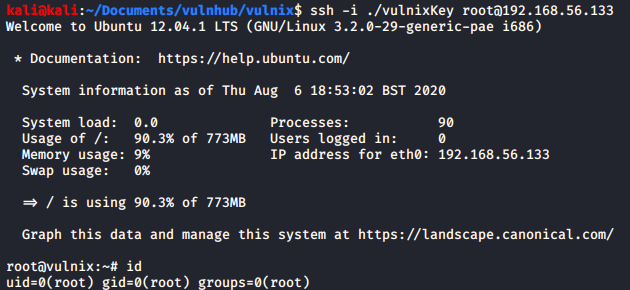 kali@kali:~/Documents/vulnhub/vulnix$ ssh -i ./vulnixKey root@192.168.56.133
Welcome to Ubuntu 12.04.1 LTS (GNU/Linux 3.2.0-29-generic-pae i686)
* Documentation:  https://help.ubuntu.com/
System information as of Thu Aug  6 18:53:02 BST 2020
System load:  0.0               Processes:           90
Usage of /:   90.3% of 773MB    Users logged in:     0
Memory usage: 9%                IP address for eth0: 192.168.56.133
Swap usage:   0%
=> / is using 90.3% of 773MB
Graph this data and manage this system at https://landscape.canonical.com/
root@vulnix:~# id
uid=0(root) gid=0(root) groups=0(root)